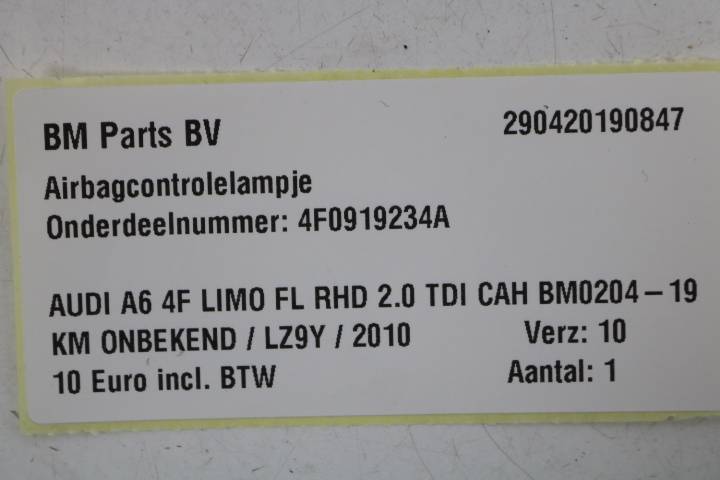 BM Parts BV 290420190847
Airbagcontrolelampje
Onderdeelnummer: 4F0919234A
AUDI A6 4F LIMO FL RHD 2.0 TDI CAH BM0204-19
KM ONBEKEND / LZ9Y / 2010 Verz: 10
10 Euro incl. BTW Aantal: 1